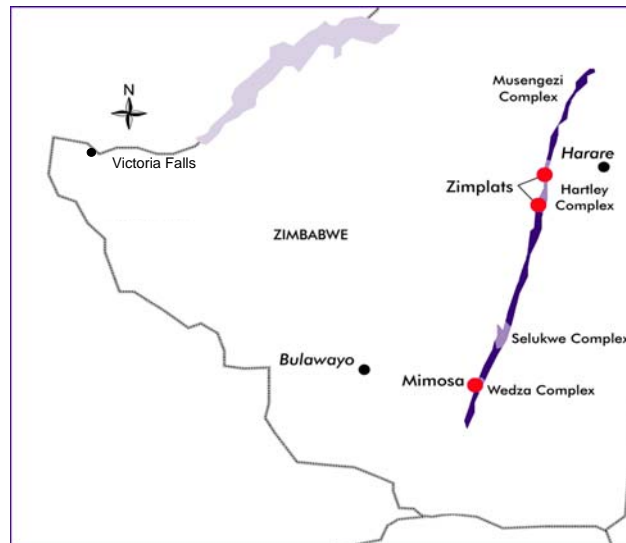 Musengezi
Complex
N
Harare
Victoria Falls
Zimplats
Hartley
Complex
ZIMBABWE
Selukwe Complex
Bulawayo
Mimosa
Wedza Complex